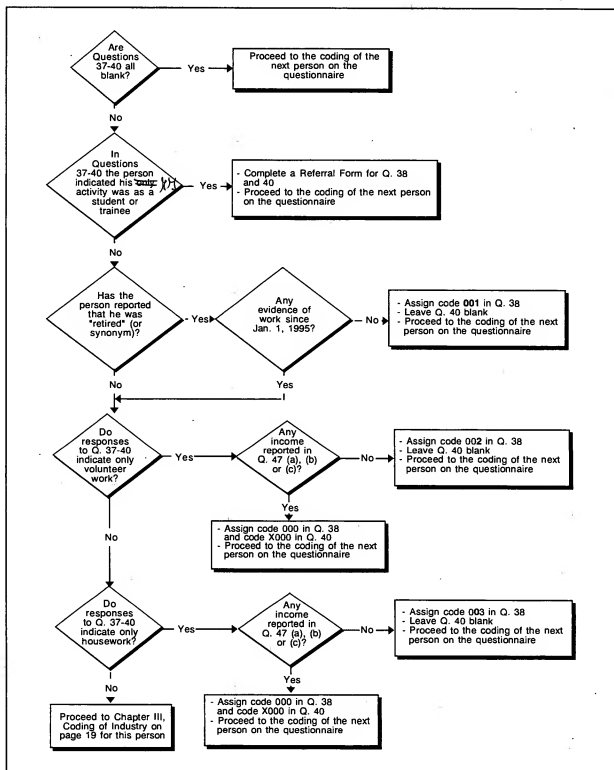 Are
Questions
37-40 all
blank?
Yes
Proceed to the coding of the
next person on the
questionnaire
No
In
Questions
37-40 the person
indicated his only
activity was as a
student or
trainee
Yes
- Complete a Referral Form for Q. 38
and 40
- Proceed to the coding of the next person
on the questionnaire
No
Has the
person reported
that he was
"retired" (or
synonym)?
Yes
Any
evidence of
work since
Jan. 1, 1995?
No
- Assign code 001 in Q. 38
- Leave Q. 40 blank
- Proceed to the coding of the next
person on the questionnaire
No
Yes
Do
responses
to Q. 37-40
indicate only
volunteer
work?
Yes
Any
income
reported in
Q. 47 (a), (b)
or (c)?
No
- Assign code 002 in Q. 38
- Leave Q. 40 blank
- Proceed to the coding of the next
person on the questionnaire
Yes
- Assign code 000 in Q. 38
and code X000 in Q. 40
- Proceed to the coding of the next
person on the questionnaire
No
Do
responses
to Q. 37-40
indicate only
housework?
Yes
Any
income
reported in
Q. 47 (a), (b)
or (c)?
No
- Assign code 003 in Q. 38
- Leave Q. 40 blank
- Proceed to the coding of the next
person on the questionnaire
Yes
- Assign code 000 in Q. 38
and code X000 in Q. 40
- Proceed to the coding of the next
person on the questionnaire
No
Proceed to Chapter III,
Coding of Industry on
page 19 for this person